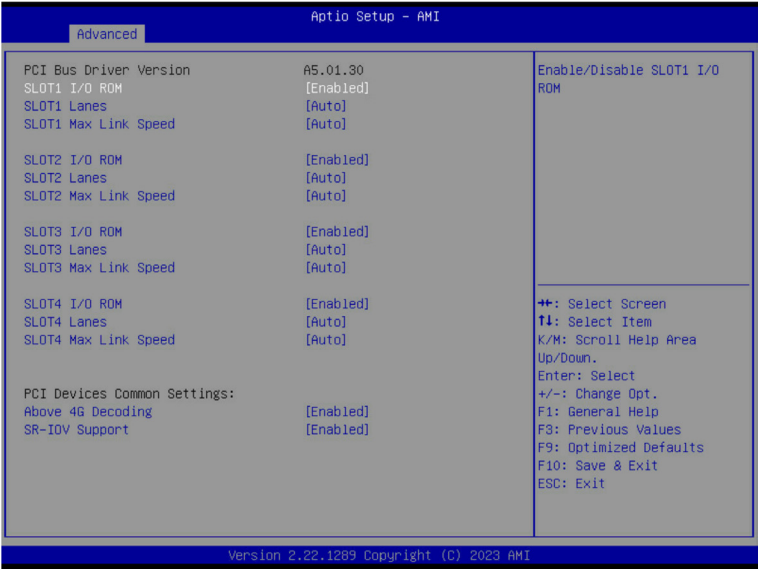 Aptio Setup – AMI
Advanced
PCI Bus Driver Version A5.01.30
SLOT1 I/O ROM [Enabled]
SLOT1 Lanes [Auto]
SLOT1 Max Link Speed [Auto]
SLOT2 I/O ROM [Enabled]
SLOT2 Lanes [Auto]
SLOT2 Max Link Speed [Auto]
SLOT3 I/O ROM [Enabled]
SLOT3 Lanes [Auto]
SLOT3 Max Link Speed [Auto]
SLOT4 I/O ROM [Enabled]
SLOT4 Lanes [Auto]
SLOT4 Max Link Speed [Auto]
PCI Devices Common Settings:
Above 4G Decoding [Enabled]
SR-IOV Support [Enabled]
Enable/Disable SLOT1 I/O
ROM
→←: Select Screen
↑↓: Select Item
K/M: Scroll Help Area
Up/Down.
Enter: Select
+/-: Change Opt.
F1: General Help
F3: Previous Values
F9: Optimized Defaults
F10: Save & Exit
ESC: Exit
Version 2.22.1289 Copyright (C) 2023 AMI